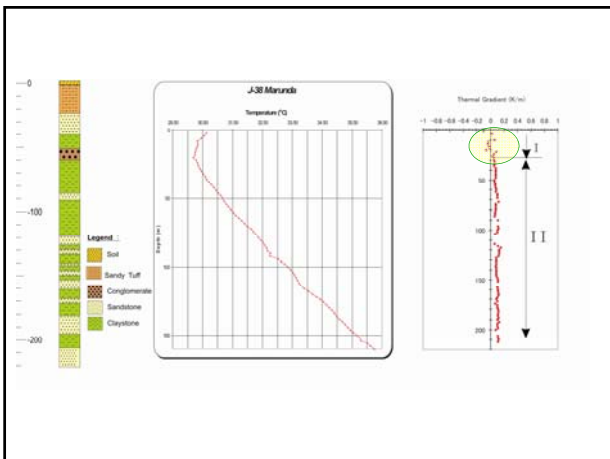 0
-100
-200
Legend :
Soil
Sandy Tuff
Conglomerate
Sandstone
Claystone
J-38 Marunda
Temperature (°C)
Depth (m)
Thermal Gradient (K/m)
-1 -0.8 -0.6 -0.4 -0.2 0 0.2 0.4 0.6 0.8 1
50
100
150
200
I
II